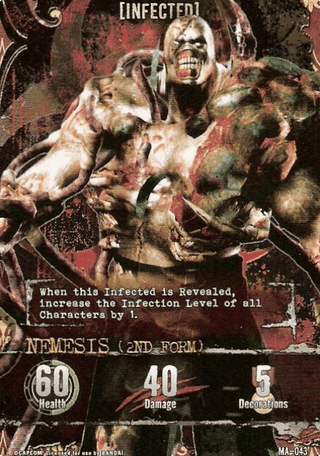 [INFECTED]
When this Infected is Revealed,
increase the Infection Level of all
Characters by 1.
NEMESIS (2ND FORM)
60 40 5
Health Damage Decorations
©CAPCOM Licensed for use by BANDAI MA-043